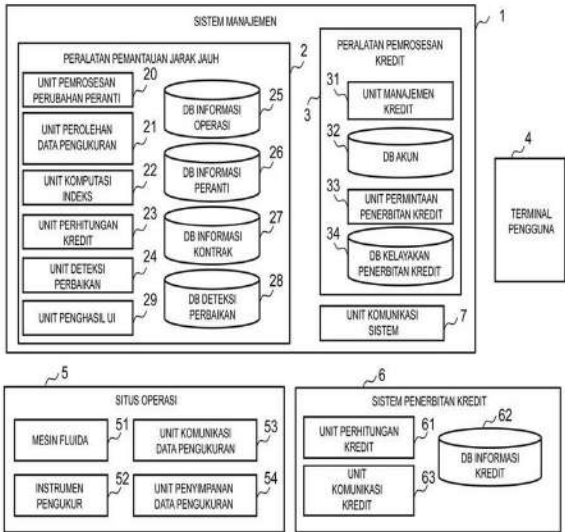 SISTEM MANAJEMEN
1
PERALATAN PEMANTAUAN JARAK JAUH
2
UNIT PEMROSESAN
PERUBAHAN PERANTI
20
UNIT PEROLEHAN
DATA PENGUKURAN
21
UNIT KOMPUTASI
INDEKS
22
UNIT PERHITUNGAN
KREDIT
23
UNIT DETEKSI
PERBAIKAN
24
UNIT PENGHASIL UI
29
DB INFORMASI
OPERASI
25
DB INFORMASI
PERANTI
26
DB INFORMASI
KONTRAK
27
DB DETEKSI
PERBAIKAN
28
PERALATAN PEMROSESAN
KREDIT
3
31
UNIT MANAJEMEN
KREDIT
32
DB AKUN
33
UNIT PERMINTAAN
PENERBITAN KREDIT
34
DB KELAYAKAN
PENERBITAN KREDIT
UNIT KOMUNIKASI
SISTEM
7
4
TERMINAL
PENGGUNA
5
SITUS OPERASI
MESIN FLUIDA
51
UNIT KOMUNIKASI
DATA PENGUKURAN
53
INSTRUMEN
PENGUKUR
52
UNIT PENYIMPANAN
DATA PENGUKURAN
54
6
SISTEM PENERBITAN KREDIT
UNIT PERHITUNGAN
KREDIT
61
62
DB INFORMASI
KREDIT
UNIT
KOMUNIKASI
KREDIT
63